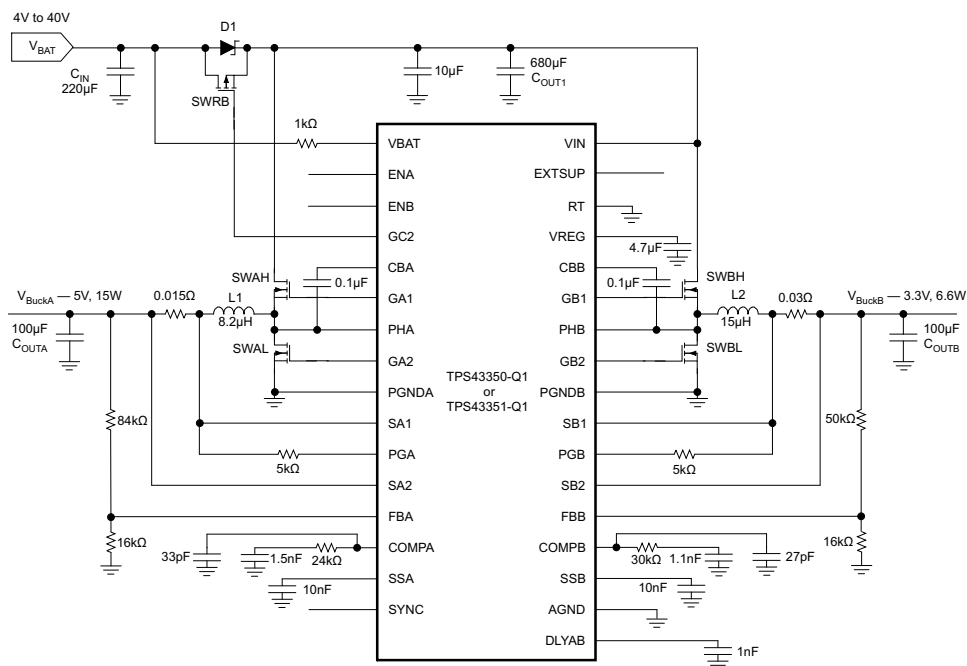 4V to 40V
V_BAT
C_IN
220µF
D1
SWRB
10µF
680µF
C_OUT1
1kΩ
VBAT
ENA
ENB
GC2
CBA
GA1
PHA
GA2
PGNDA
SA1
PGA
SA2
FBA
COMPA
SSA
SYNC
VIN
EXTSUP
RT
VREG
CBB
GB1
PHB
GB2
PGNDB
SB1
PGB
SB2
FBB
COMPB
SSB
AGND
DLYAB
TPS43350-Q1
or
TPS43351-Q1
SWAH
0.1µF
V_BuckA — 5V, 15W
0.015Ω
L1
8.2µH
100µF
C_OUTA
SWAL
84kΩ
5kΩ
16kΩ
33pF
1.5nF
24kΩ
10nF
4.7µF
0.1µF
SWBH
L2
15µH
0.03Ω
V_BuckB — 3.3V, 6.6W
100µF
C_OUTB
SWBL
50kΩ
5kΩ
16kΩ
30kΩ
1.1nF
27pF
10nF
1nF